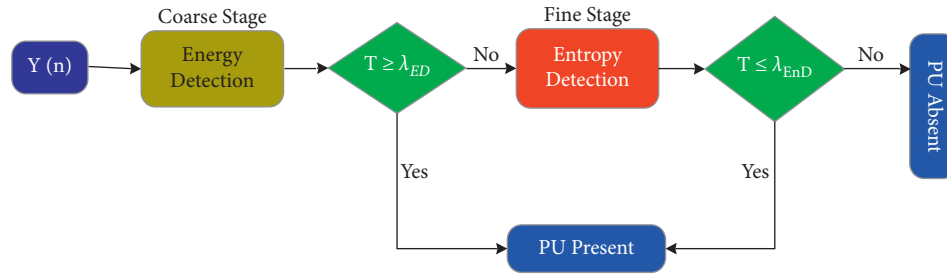 Coarse Stage
Fine Stage
Y (n)
Energy
Detection
T ≥ λ_ED
No
Entropy
Detection
T ≤ λ_EnD
No
PU Absent
Yes
Yes
PU Present